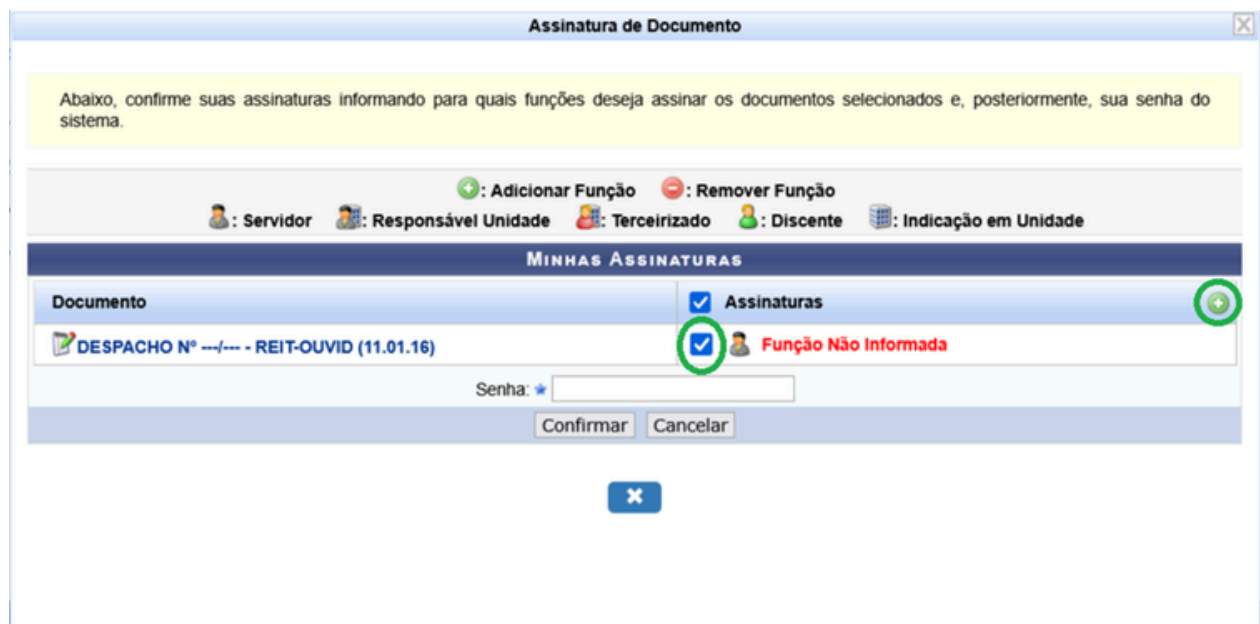 Assinatura de Documento
Abaixo, confirme suas assinaturas informando para quais funções deseja assinar os documentos selecionados e, posteriormente, sua senha do
sistema.
: Adicionar Função : Remover Função
: Servidor : Responsável Unidade : Terceirizado : Discente : Indicação em Unidade
MINHAS ASSINATURAS
Documento Assinaturas
DESPACHO Nº ---/--- - REIT-OUVID (11.01.16) Função Não Informada
Senha:
Confirmar Cancelar